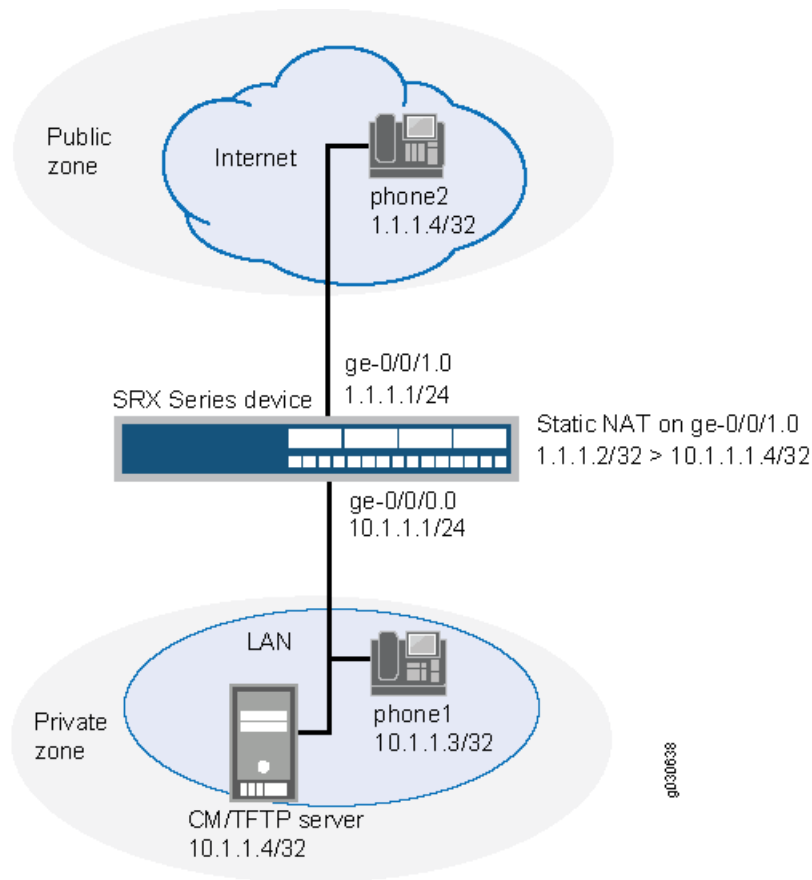 Public
zone
Internet
phone2
1.1.1.4/32
ge-0/0/1.0
1.1.1.1/24
SRX Series device
Static NAT on ge-0/0/1.0
1.1.1.2/32 > 10.1.1.1.4/32
ge-0/0/0.0
10.1.1.1/24
LAN
phone1
10.1.1.3/32
Private
zone
CM/TFTP server
10.1.1.4/32
g030638